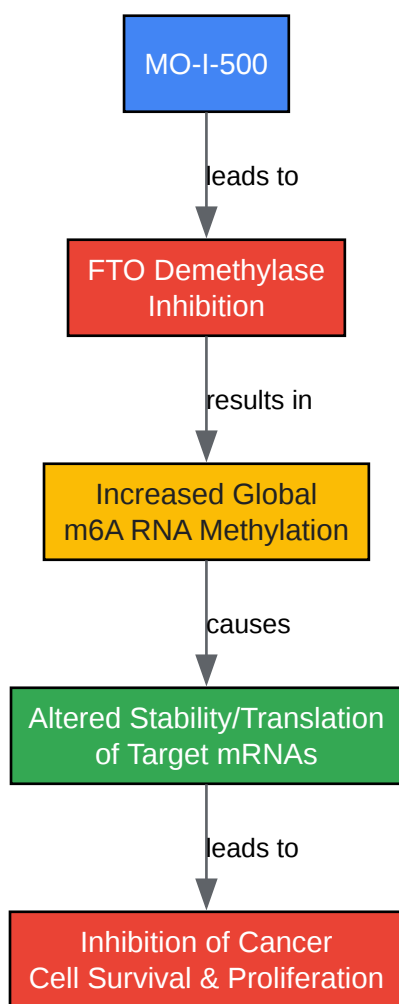 MO-I-500
leads to
FTO Demethylase
Inhibition
results in
Increased Global
m6A RNA Methylation
causes
Altered Stability/Translation
of Target mRNAs
leads to
Inhibition of Cancer
Cell Survival & Proliferation